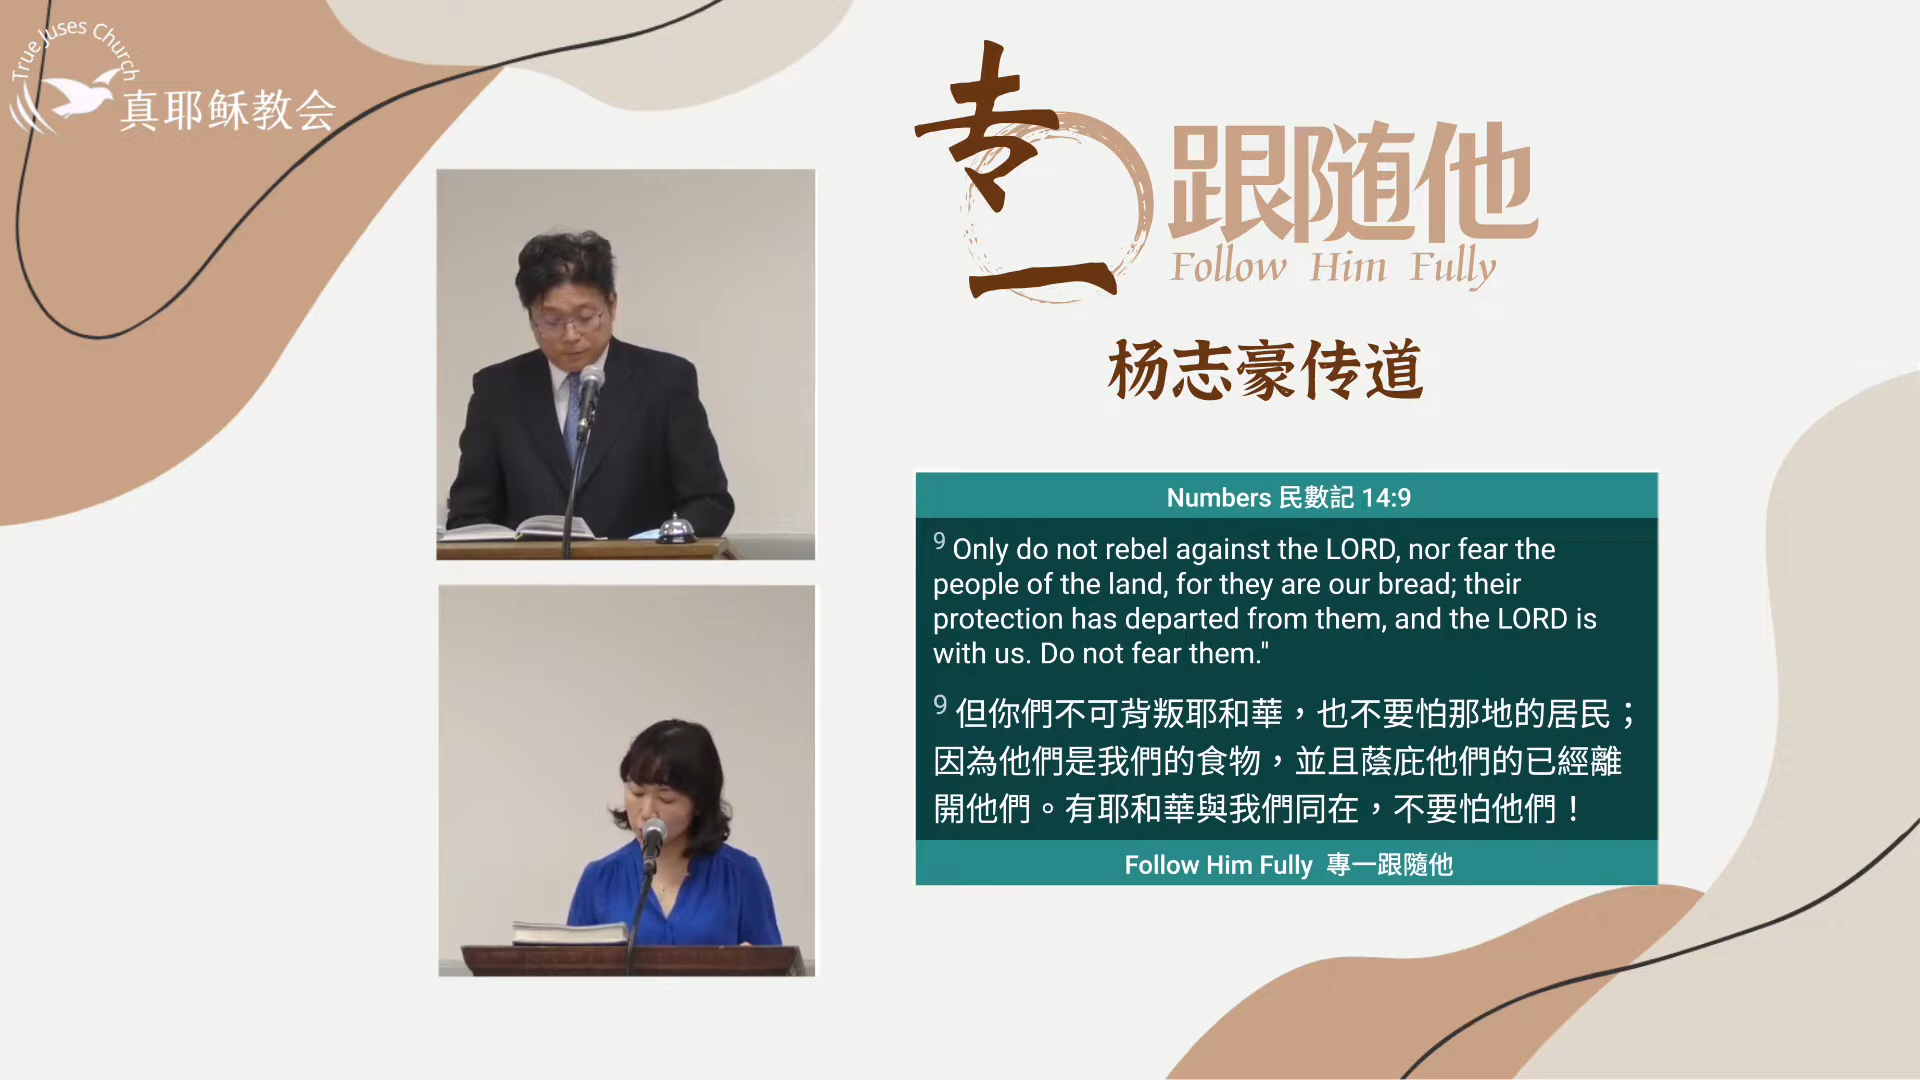 True Juses Church
真耶稣教会
专一
跟随他
Follow Him Fully
杨志豪传道
Numbers 民數記 14:9
9 Only do not rebel against the LORD, nor fear the
people of the land, for they are our bread; their
protection has departed from them, and the LORD is
with us. Do not fear them."
9 但你們不可背叛耶和華，也不要怕那地的居民；
因為他們是我們的食物，並且蔭庇他們的已經離
開他們。有耶和華與我們同在，不要怕他們！
Follow Him Fully 專一跟隨他